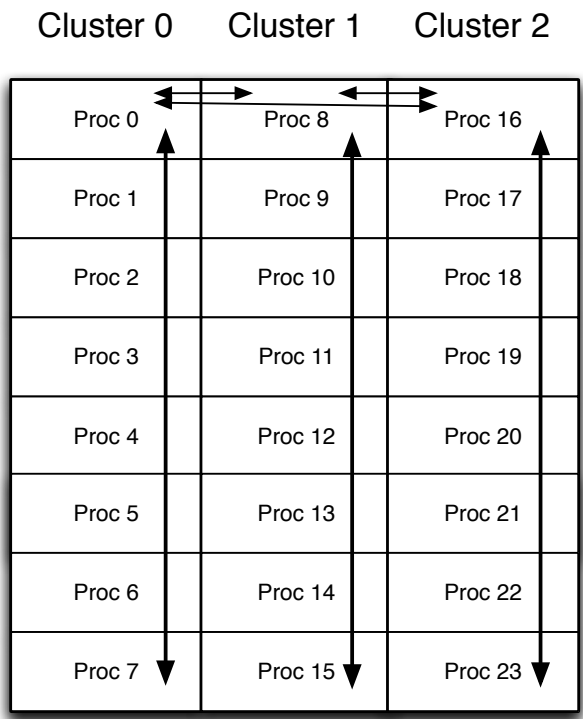 Cluster 0 Cluster 1 Cluster 2
Proc 0 Proc 8 Proc 16
Proc 1 Proc 9 Proc 17
Proc 2 Proc 10 Proc 18
Proc 3 Proc 11 Proc 19
Proc 4 Proc 12 Proc 20
Proc 5 Proc 13 Proc 21
Proc 6 Proc 14 Proc 22
Proc 7 Proc 15 Proc 23